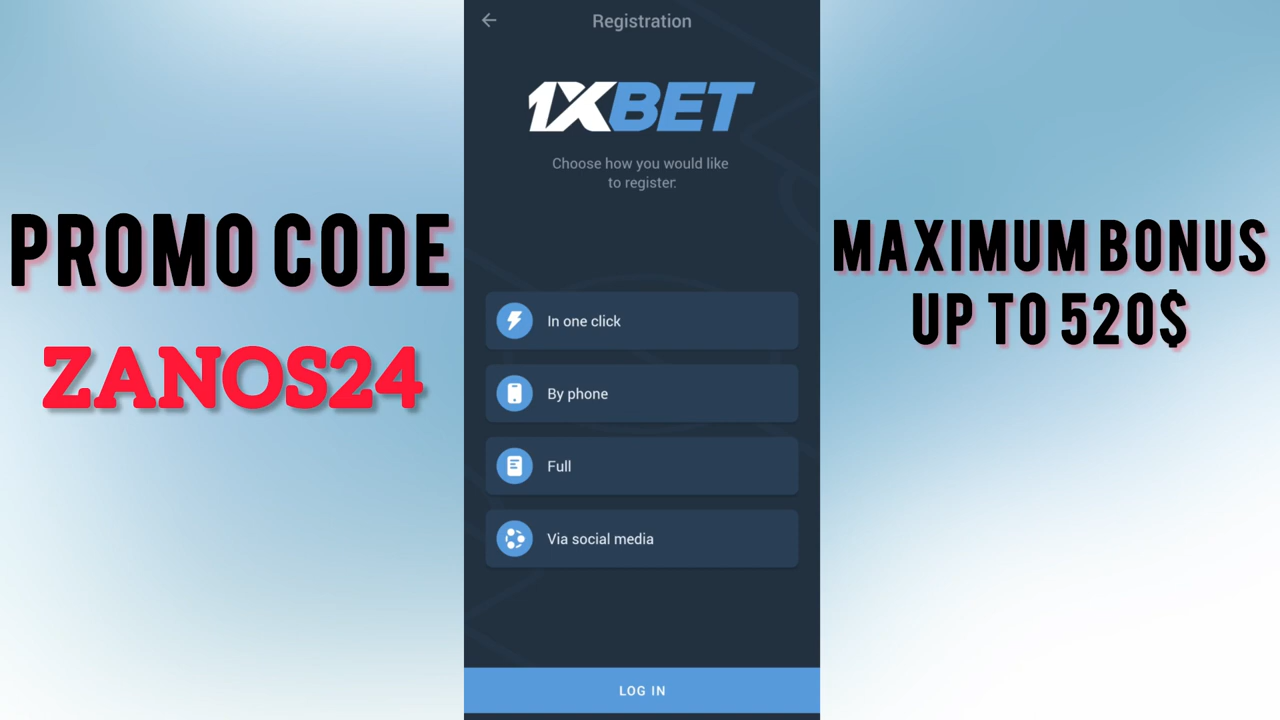 PROMO CODE
ZANOS24
Registration
1XBET
Choose how you would like
to register:
In one click
By phone
Full
Via social media
LOG IN
MAXIMUM BONUS
UP TO 520$